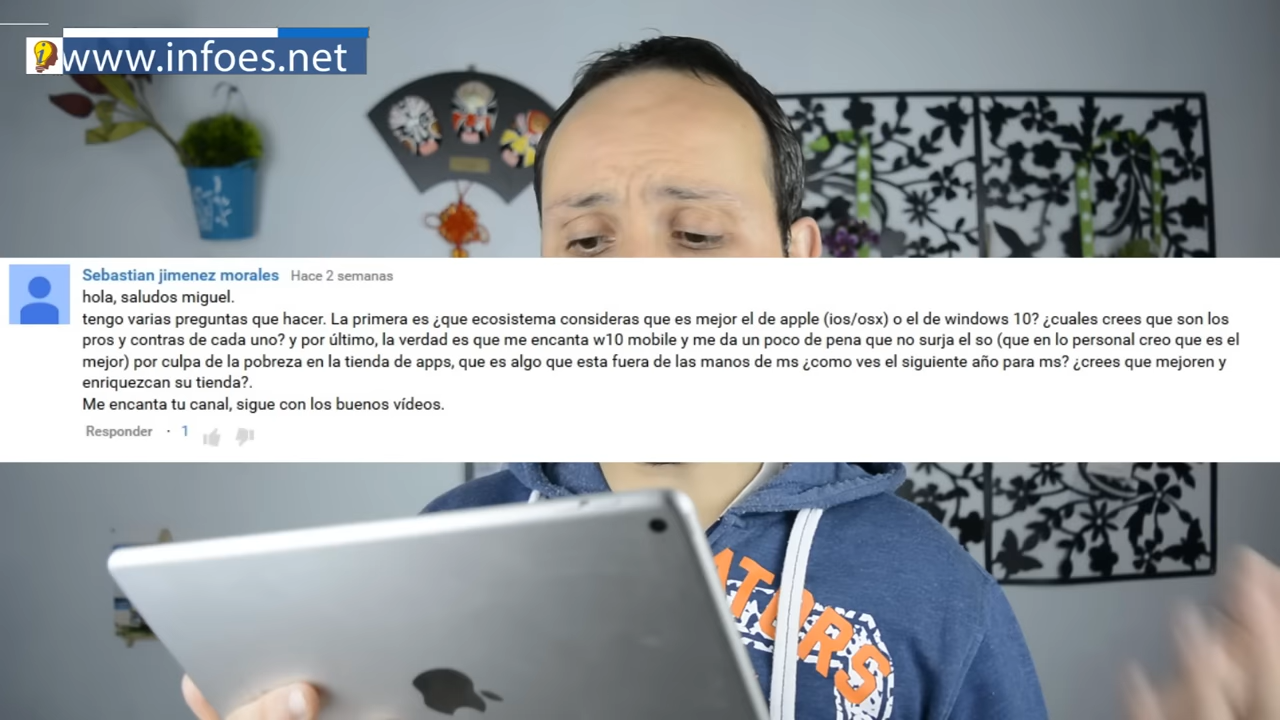 www.infoes.net
Sebastian jimenez morales Hace 2 semanas
hola, saludos miguel.
tengo varias preguntas que hacer. La primera es ¿que ecosistema consideras que es mejor el de apple (ios/osx) o el de windows 10? ¿cuales crees que son los
pros y contras de cada uno? y por último, la verdad es que me encanta w10 mobile y me da un poco de pena que no surja el so (que en lo personal creo que es el
mejor) por culpa de la pobreza en la tienda de apps, que es algo que esta fuera de las manos de ms ¿como ves el siguiente año para ms? ¿crees que mejoren y
enriquezcan su tienda?.
Me encanta tu canal, sigue con los buenos vídeos.
Responder · 1
ATORS